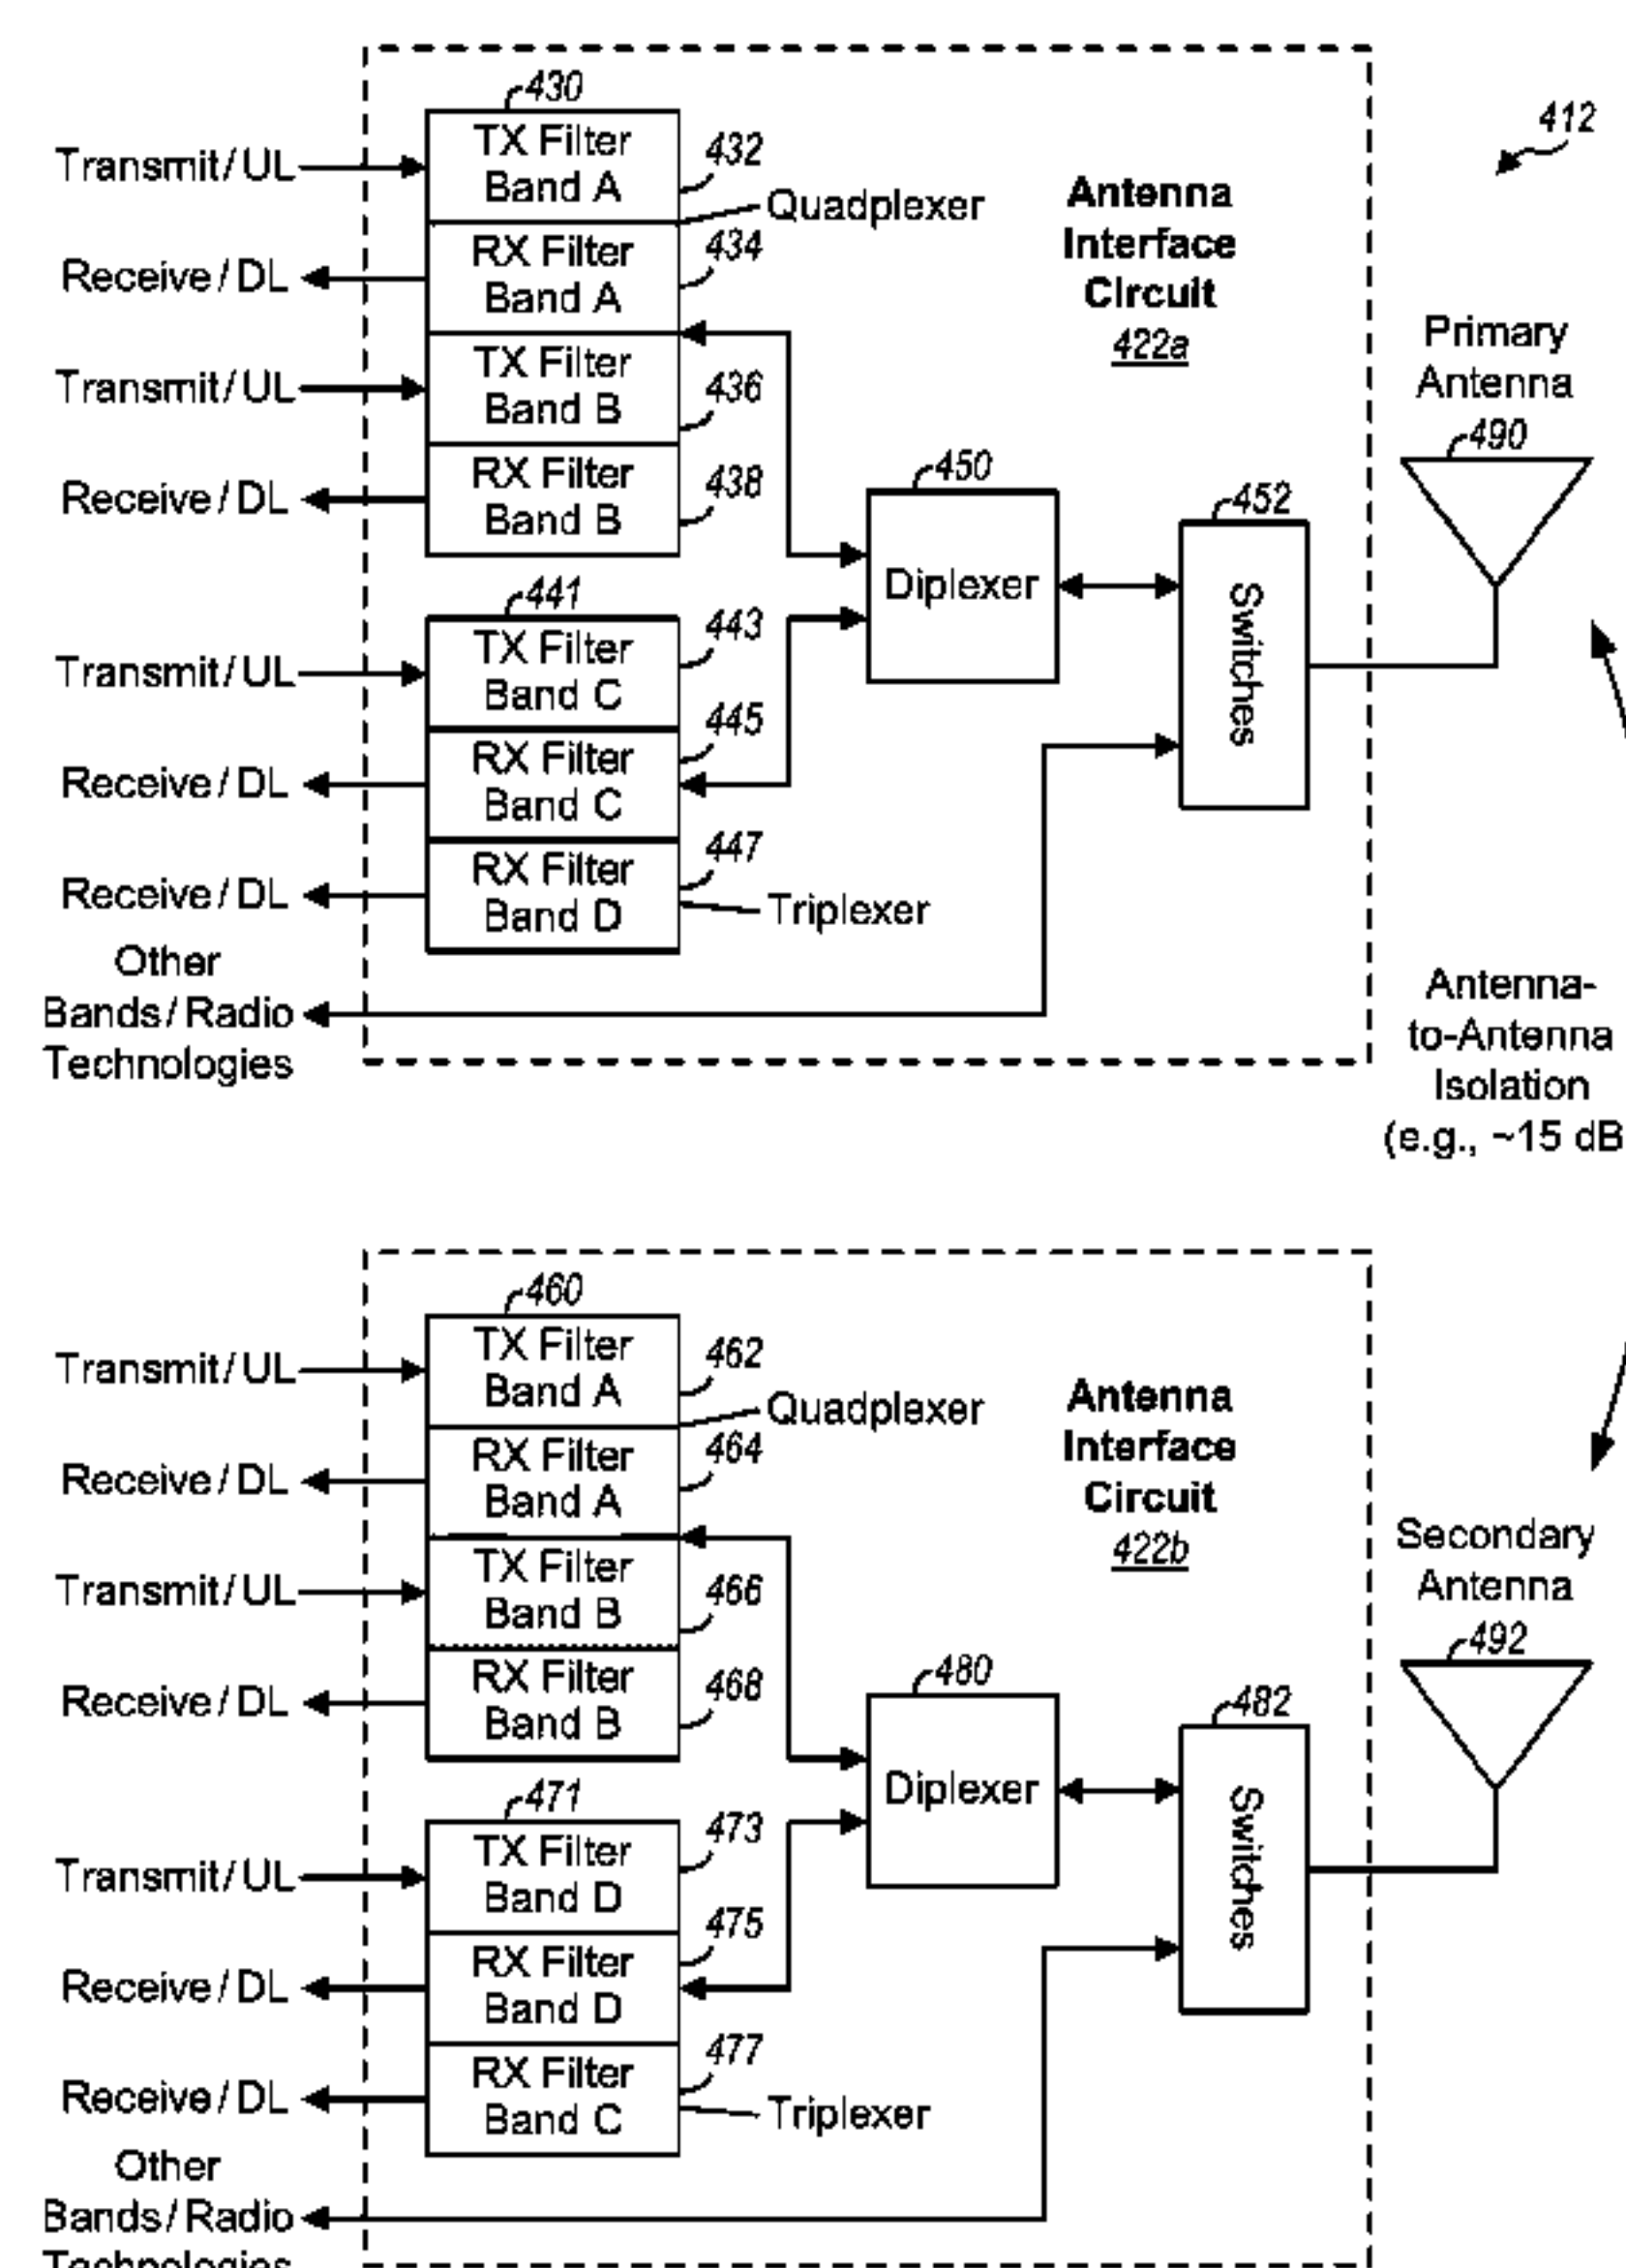 430
Transmit/UL
TX Filter
Band A
432
Quadplexer
Receive/DL
RX Filter
Band A
434
Transmit/UL
TX Filter
Band B
436
Receive/DL
RX Filter
Band B
438
Antenna
Interface
Circuit
422a
412
Primary
Antenna
490
450
Diplexer
452
Switches
441
Transmit/UL
TX Filter
Band C
443
Receive/DL
RX Filter
Band C
445
Receive/DL
RX Filter
Band D
447
Triplexer
Other
Bands/Radio
Technologies
Antenna-
to-Antenna
Isolation
(e.g., ~15 dB
460
Transmit/UL
TX Filter
Band A
462
Quadplexer
Receive/DL
RX Filter
Band A
464
Transmit/UL
TX Filter
Band B
466
Receive/DL
RX Filter
Band B
468
Antenna
Interface
Circuit
422b
Secondary
Antenna
492
480
Diplexer
482
Switches
471
Transmit/UL
TX Filter
Band D
473
Receive/DL
RX Filter
Band D
475
Receive/DL
RX Filter
Band C
477
Triplexer
Other
Bands/Radio
Technologies